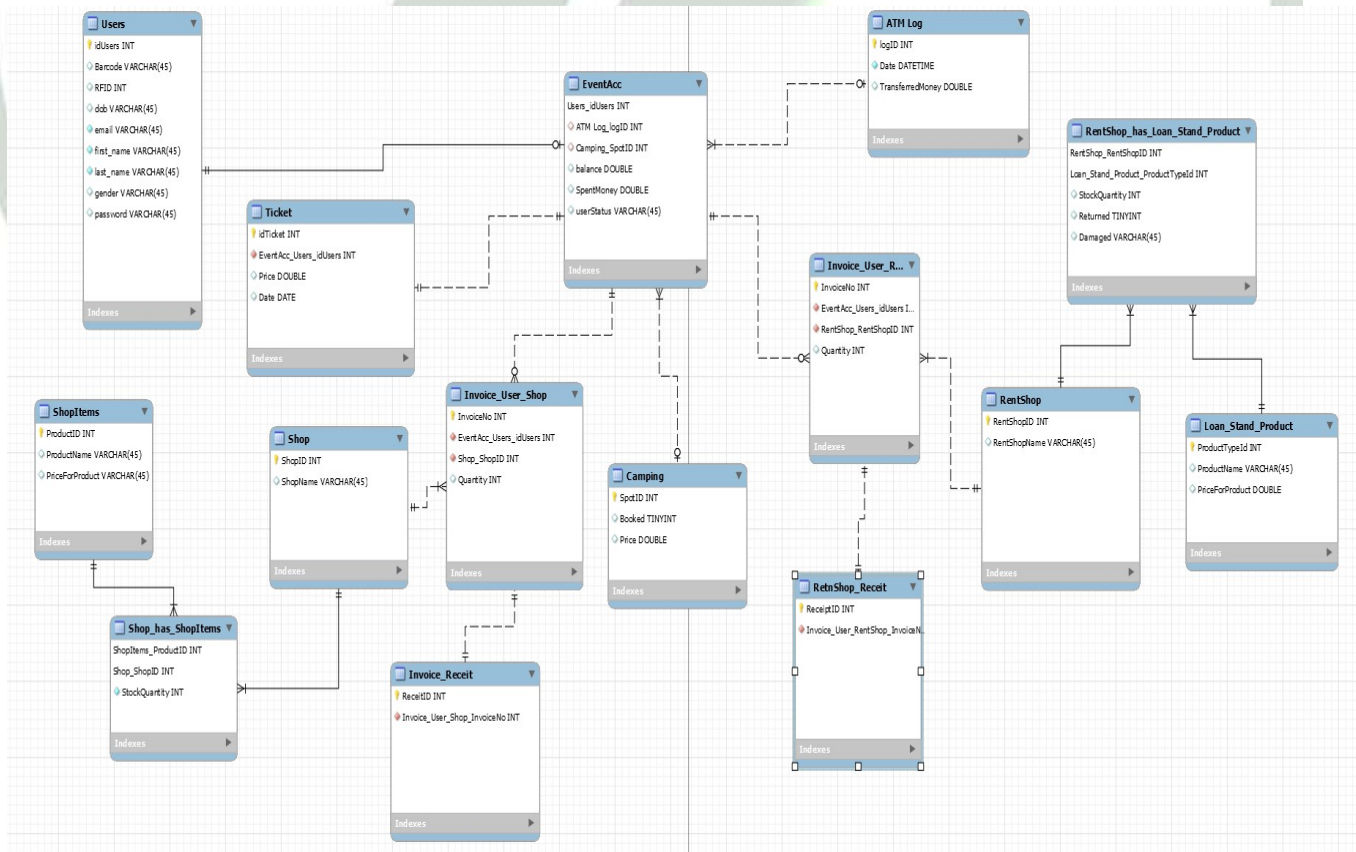 Users
idUsers INT
Barcode VARCHAR(45)
RFID INT
dob VARCHAR(45)
email VARCHAR(45)
first_name VARCHAR(45)
last_name VARCHAR(45)
gender VARCHAR(45)
password VARCHAR(45)
Indexes
Ticket
idTicket INT
EventAcc_Users_idUsers INT
Price DOUBLE
Date DATE
Indexes
EventAcc
Users_idUsers INT
ATM Log_logID INT
Camping_SpotID INT
balance DOUBLE
SpentMoney DOUBLE
userStatus VARCHAR(45)
Indexes
ATM Log
logID INT
Date DATETIME
TransferredMoney DOUBLE
Indexes
RentShop_has_Loan_Stand_Product
RentShop_RentShopID INT
Loan_Stand_Product_ProductTypeId INT
StockQuantity INT
Returned TINYINT
Damaged VARCHAR(45)
Indexes
Invoice_User_R...
InvoiceNo INT
EventAcc_Users_idUsers I...
RentShop_RentShopID INT
Quantity INT
Indexes
ShopItems
ProductID INT
ProductName VARCHAR(45)
PriceForProduct VARCHAR(45)
Indexes
Shop
ShopID INT
ShopName VARCHAR(45)
Indexes
Invoice_User_Shop
InvoiceNo INT
EventAcc_Users_idUsers INT
Shop_ShopID INT
Quantity INT
Indexes
Camping
SpotID INT
Booked TINYINT
Price DOUBLE
Indexes
RentShop
RentShopID INT
RentShopName VARCHAR(45)
Indexes
Loan_Stand_Product
ProductTypeId INT
ProductName VARCHAR(45)
PriceForProduct DOUBLE
Indexes
Shop_has_ShopItems
ShopItems_ProductID INT
Shop_ShopID INT
StockQuantity INT
Indexes
Invoice_Receit
ReceitID INT
Invoice_User_Shop_InvoiceNo INT
Indexes
RetnShop_Receit
ReceiptID INT
Invoice_User_RentShop_InvoiceN..
Indexes